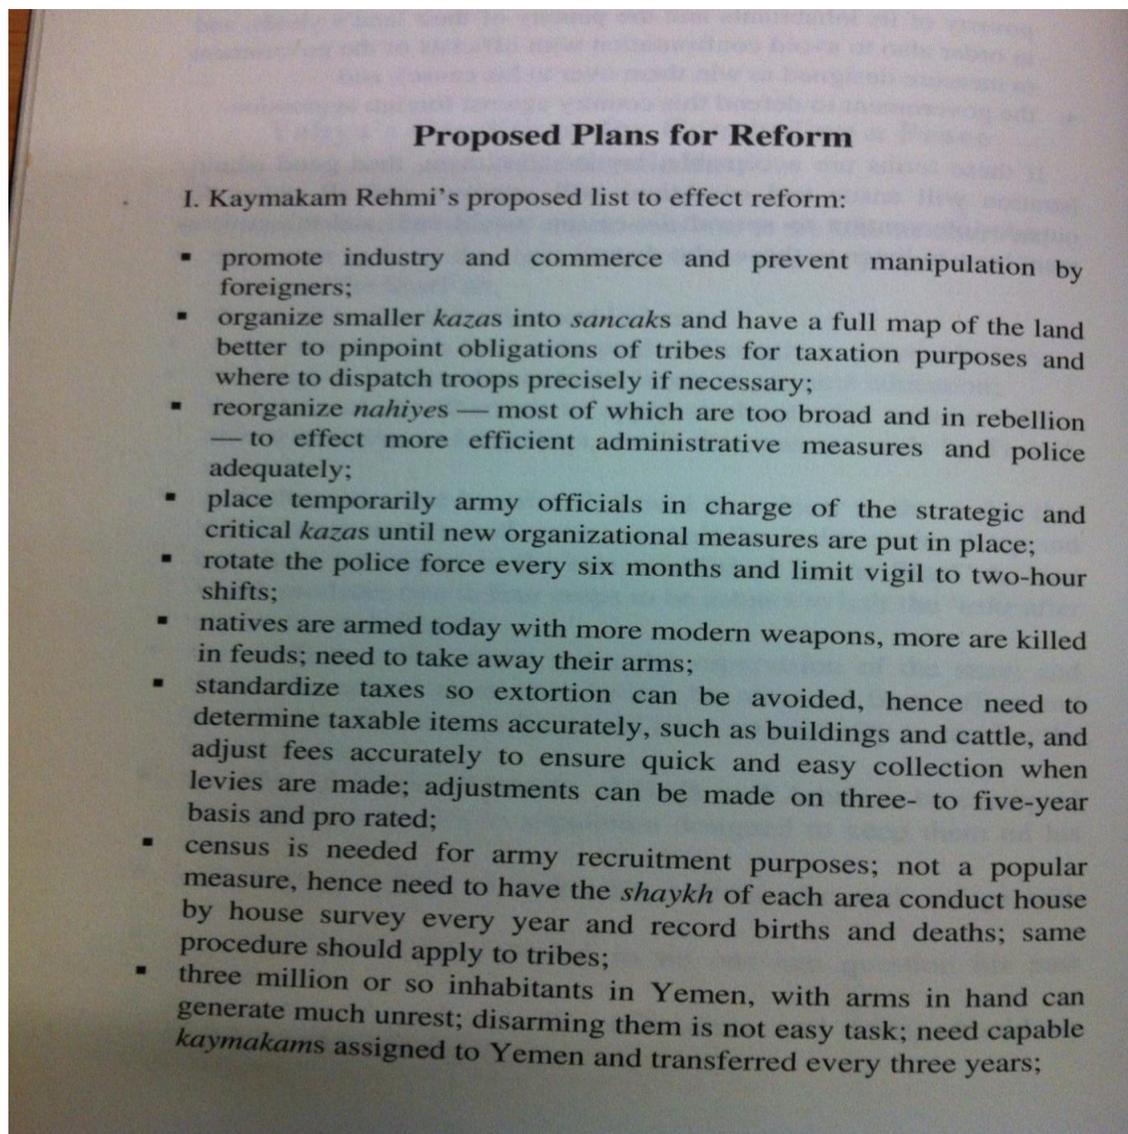 Proposed Plans for Reform
I. Kaymakam Rehmi's proposed list to effect reform:
▪ promote industry and commerce and prevent manipulation by
foreigners;
▪ organize smaller kazas into sancaks and have a full map of the land
better to pinpoint obligations of tribes for taxation purposes and
where to dispatch troops precisely if necessary;
▪ reorganize nahiyes — most of which are too broad and in rebellion
— to effect more efficient administrative measures and police
adequately;
▪ place temporarily army officials in charge of the strategic and
critical kazas until new organizational measures are put in place;
▪ rotate the police force every six months and limit vigil to two-hour
shifts;
▪ natives are armed today with more modern weapons, more are killed
in feuds; need to take away their arms;
▪ standardize taxes so extortion can be avoided, hence need to
determine taxable items accurately, such as buildings and cattle, and
adjust fees accurately to ensure quick and easy collection when
levies are made; adjustments can be made on three- to five-year
basis and pro rated;
▪ census is needed for army recruitment purposes; not a popular
measure, hence need to have the shaykh of each area conduct house
by house survey every year and record births and deaths; same
procedure should apply to tribes;
▪ three million or so inhabitants in Yemen, with arms in hand can
generate much unrest; disarming them is not easy task; need capable
kaymakams assigned to Yemen and transferred every three years;